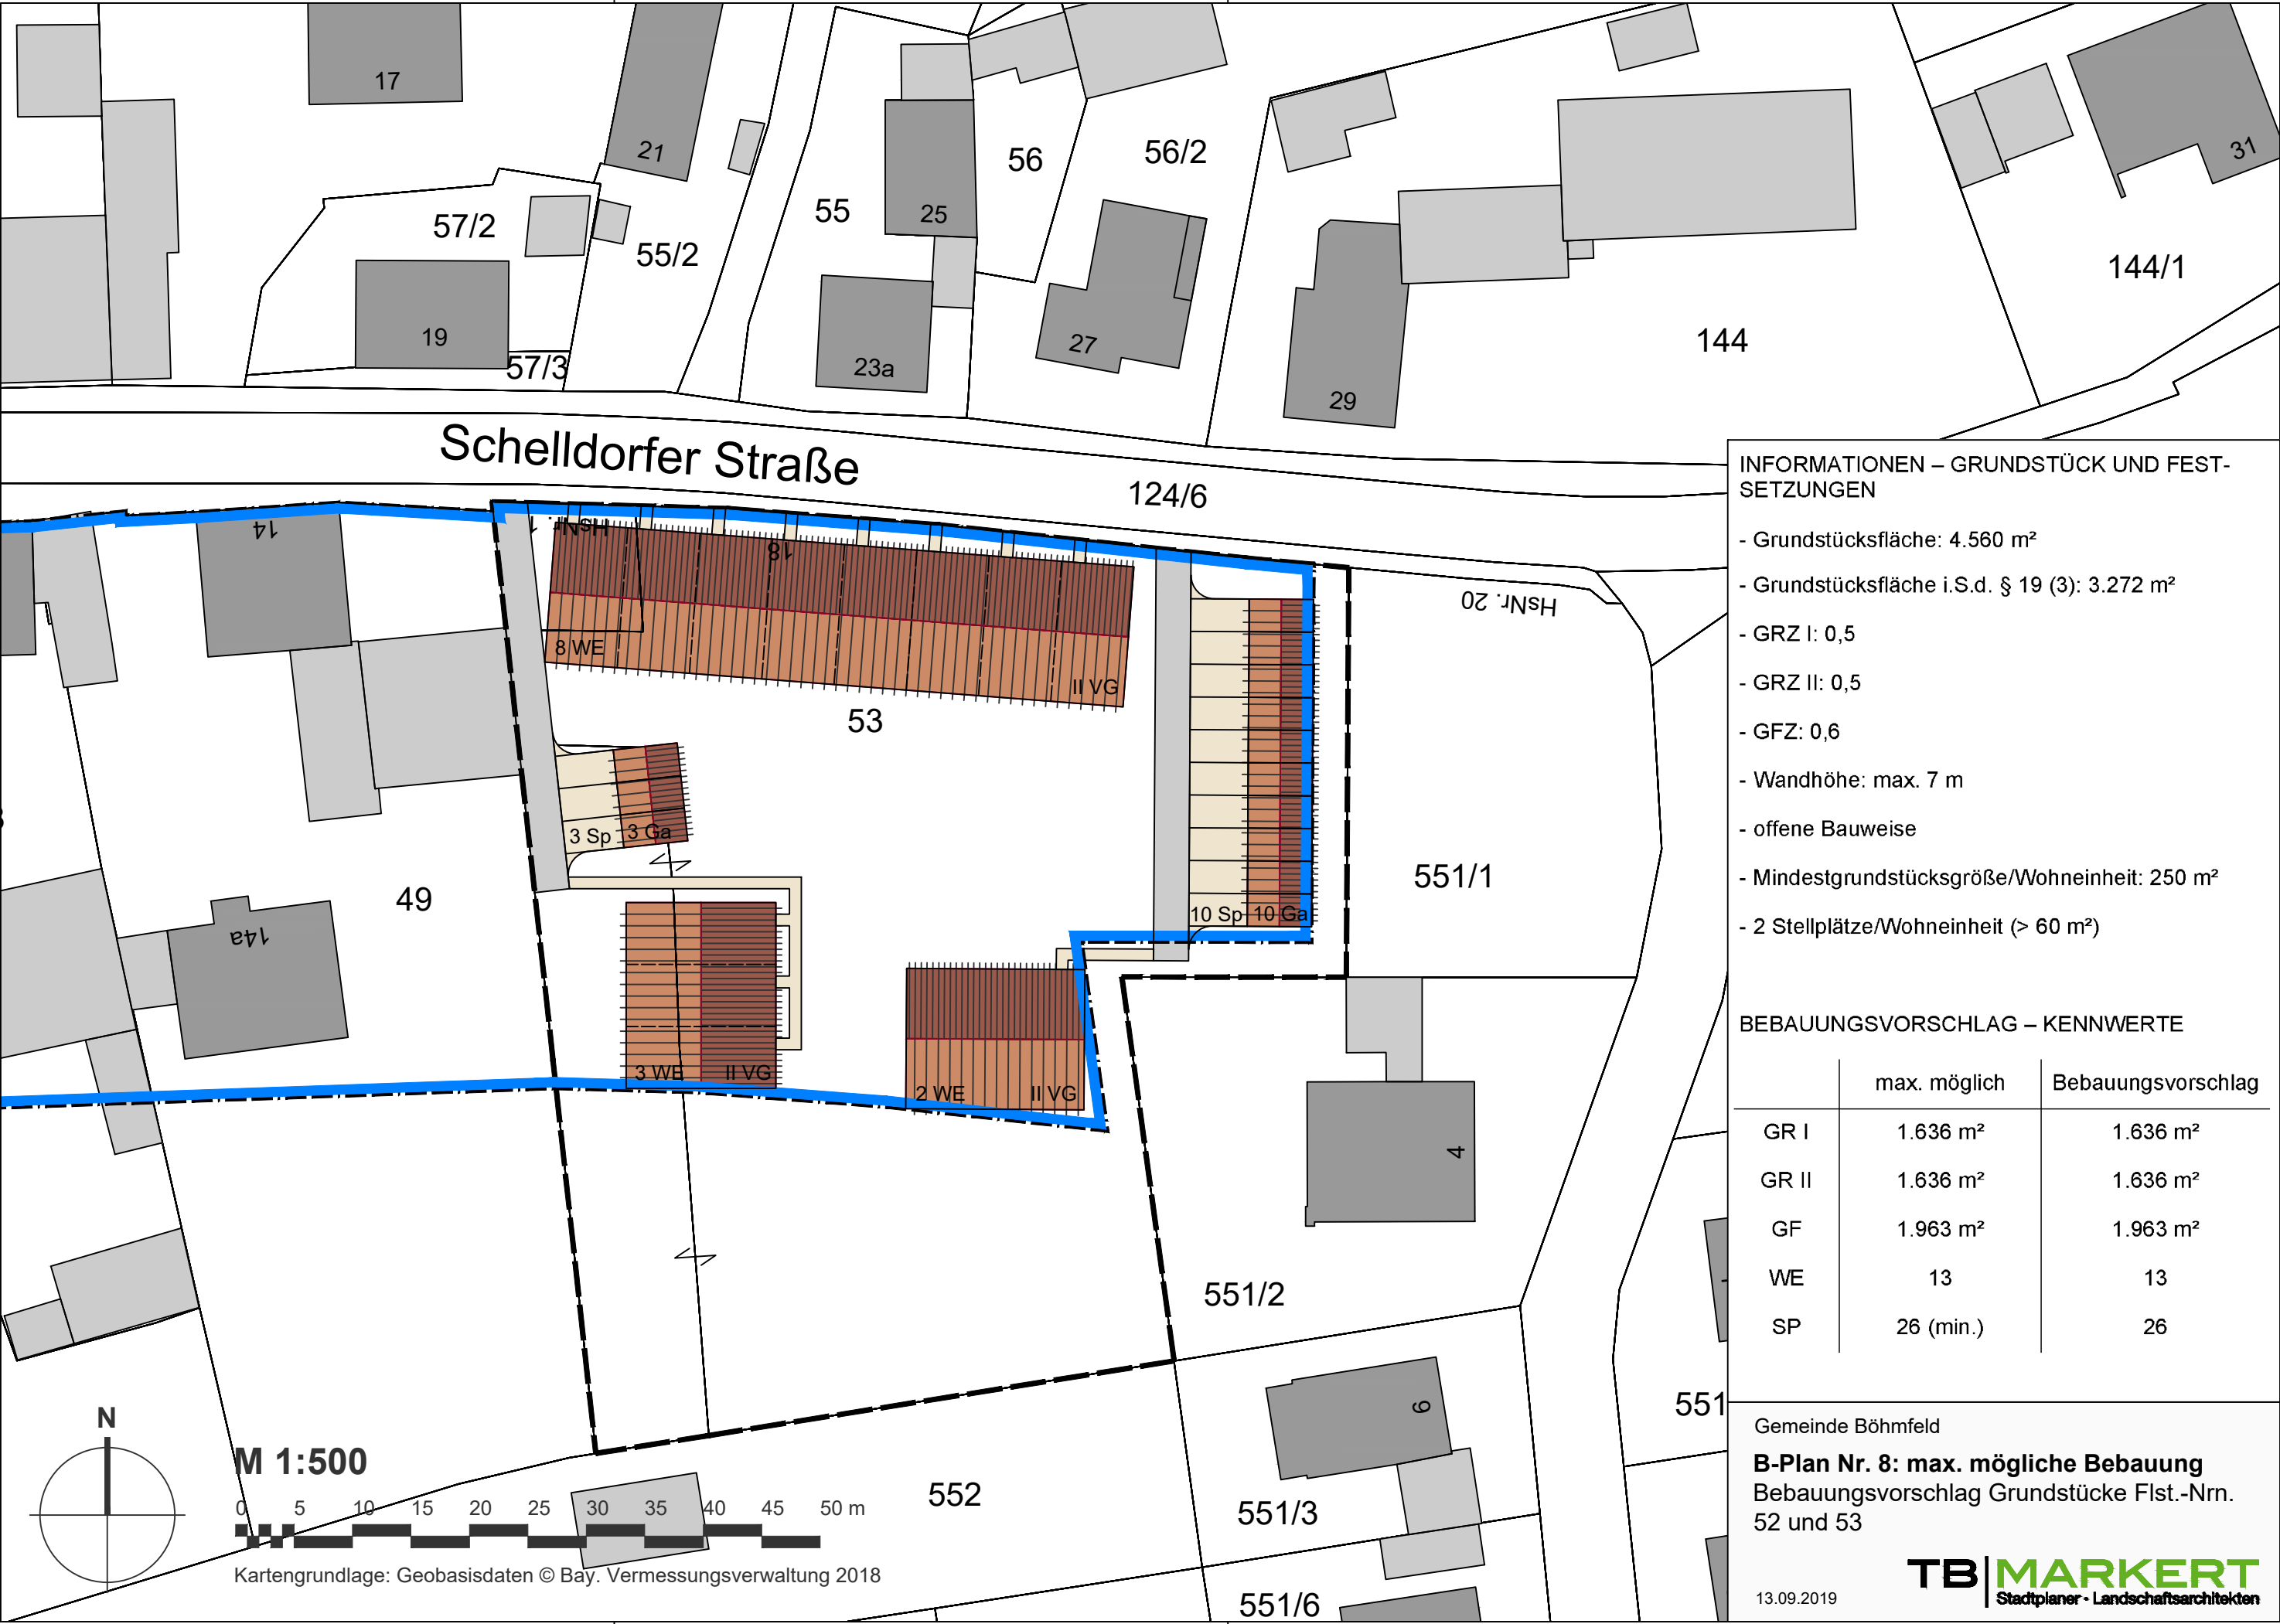 17
21
57/2
55/2
19
57/3
55
25
23a
56
56/2
27
29
144
31
144/1
Schelldorfer Straße
124/6
14
HsNr. 1
18
HsNr. 20
8 WE
II VG
53
3 Sp
3 Ga
49
14a
10 Sp
10 Ga
551/1
3 WE
II VG
2 WE
II VG
4
551/2
6
551
551/3
552
551/6
INFORMATIONEN – GRUNDSTÜCK UND FEST-
SETZUNGEN
- Grundstücksfläche: 4.560 m²
- Grundstücksfläche i.S.d. § 19 (3): 3.272 m²
- GRZ I: 0,5
- GRZ II: 0,5
- GFZ: 0,6
- Wandhöhe: max. 7 m
- offene Bauweise
- Mindestgrundstücksgröße/Wohneinheit: 250 m²
- 2 Stellplätze/Wohneinheit (> 60 m²)
BEBAUUNGSVORSCHLAG – KENNWERTE
max. möglich Bebauungsvorschlag
GR I 1.636 m² 1.636 m²
GR II 1.636 m² 1.636 m²
GF 1.963 m² 1.963 m²
WE 13 13
SP 26 (min.) 26
N
M 1:500
0 5 10 15 20 25 30 35 40 45 50 m
Kartengrundlage: Geobasisdaten © Bay. Vermessungsverwaltung 2018
Gemeinde Böhmfeld
B-Plan Nr. 8: max. mögliche Bebauung
Bebauungsvorschlag Grundstücke Flst.-Nrn.
52 und 53
13.09.2019
TB|MARKERT
Stadtplaner • Landschaftsarchitekten